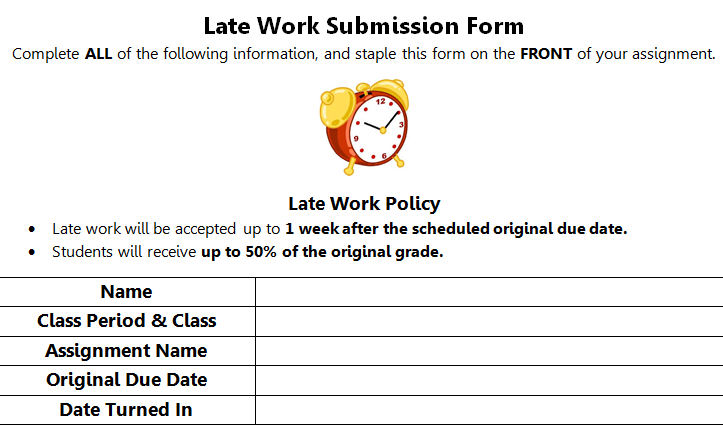 Late Work Submission Form
Complete ALL of the following information, and staple this form on the FRONT of your assignment.
12
3
9
6
Late Work Policy
• Late work will be accepted up to 1 week after the scheduled original due date.
• Students will receive up to 50% of the original grade.
Name
Class Period & Class
Assignment Name
Original Due Date
Date Turned In